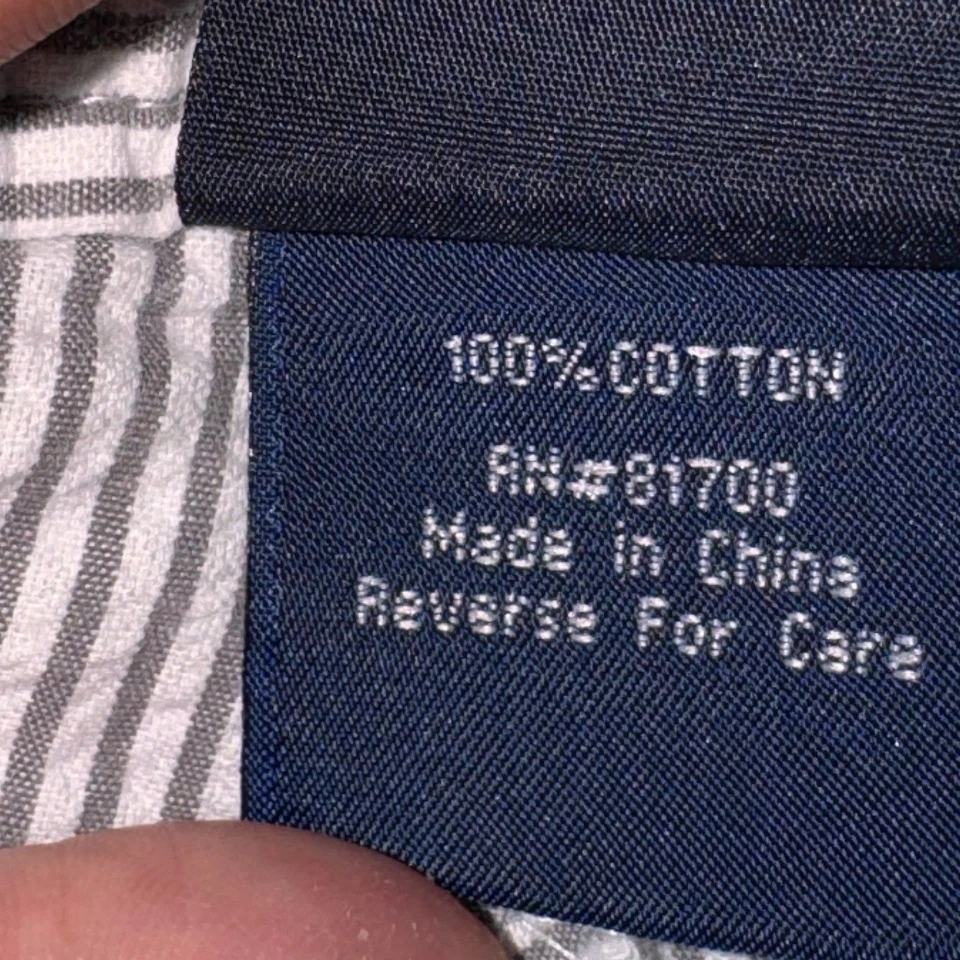 100%COTTON
RN#81700
Made in China
Reverse For Care